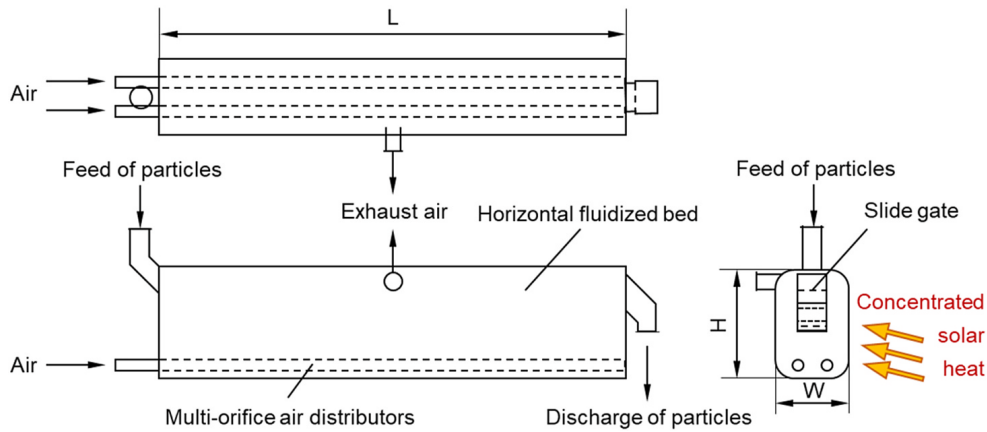 L
Air
Feed of particles
Exhaust air
Horizontal fluidized bed
Feed of particles
Slide gate
Concentrated
solar
heat
H
Air
W
Multi-orifice air distributors
Discharge of particles